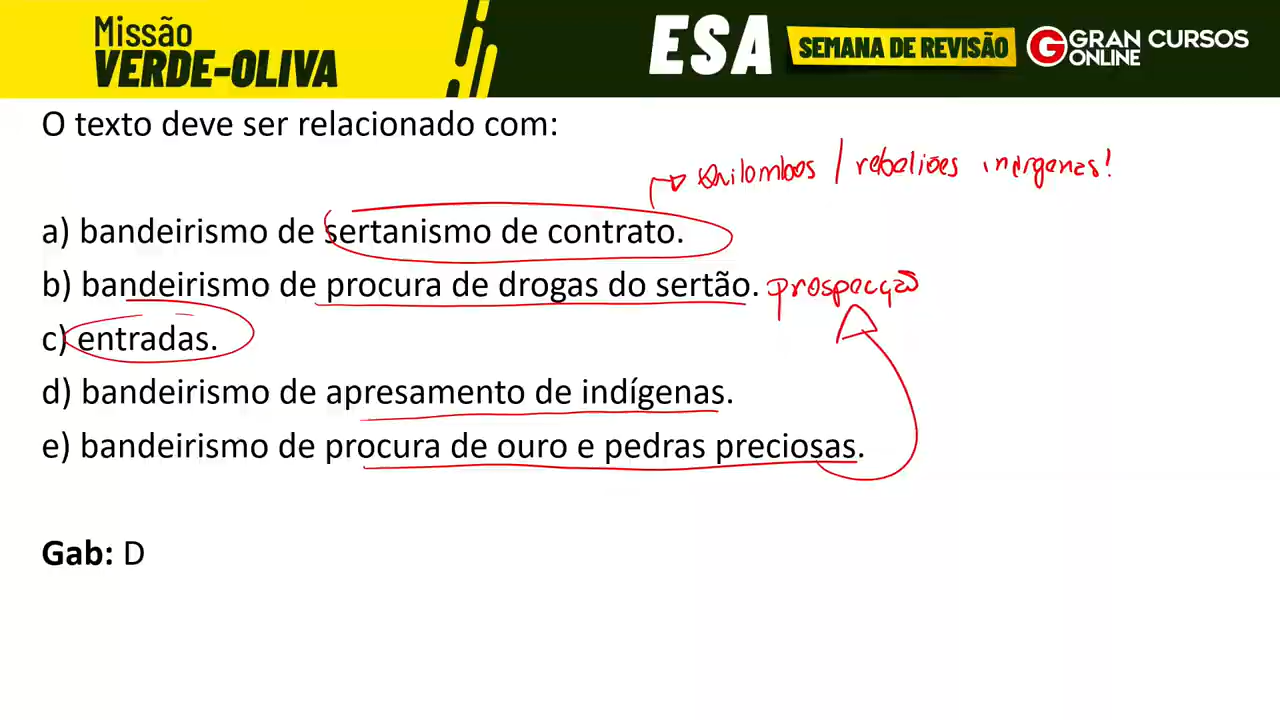 Missão
VERDE-OLIVA
ESA
SEMANA DE REVISÃO
G GRAN CURSOS
ONLINE
O texto deve ser relacionado com:
Quilombos / rebeliões indígenas!
a) bandeirismo de sertanismo de contrato.
b) bandeirismo de procura de drogas do sertão. prospecção
c) entradas.
d) bandeirismo de apresamento de indígenas.
e) bandeirismo de procura de ouro e pedras preciosas.
Gab: D